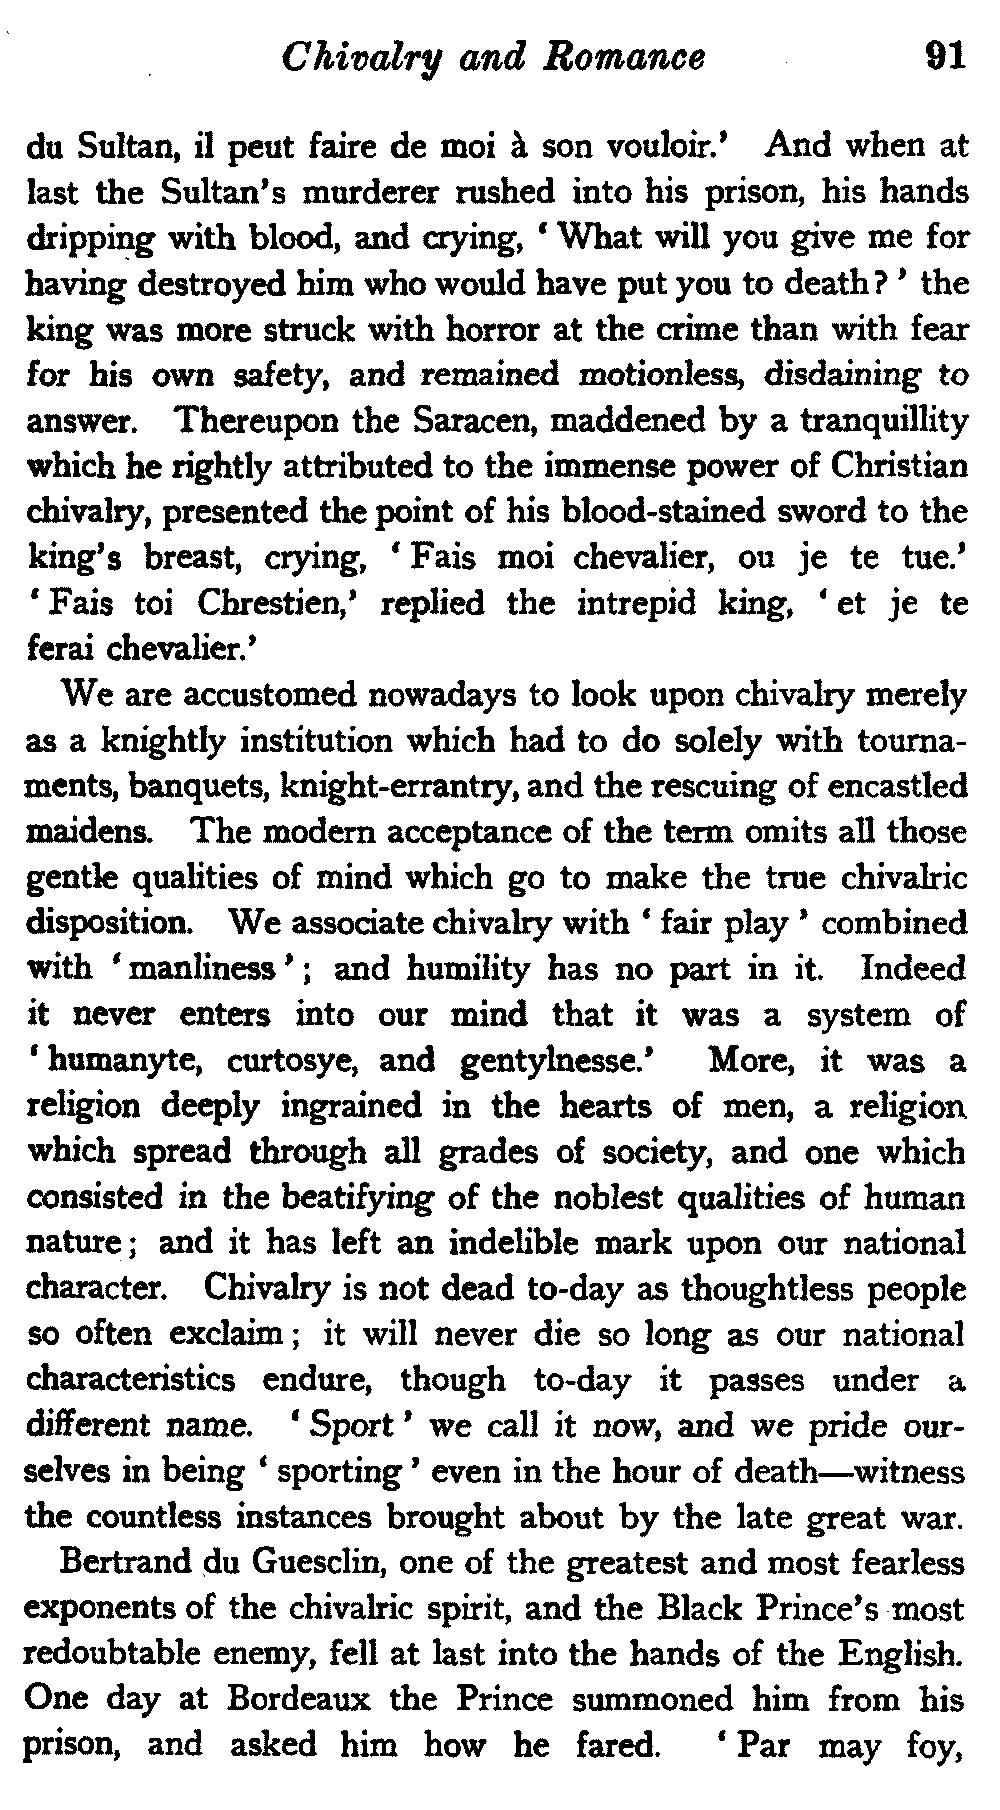 Chivalry and Romance 91
du Sultan, il peut faire de moi à son vouloir.’ And when at
last the Sultan’s murderer rushed into his prison, his hands
dripping with blood, and crying, ‘ What will you give me for
having destroyed him who would have put you to death ? ’ the
king was more struck with horror at the crime than with fear
for his own safety, and remained motionless, disdaining to
answer. Thereupon the Saracen, maddened by a tranquillity
which he rightly attributed to the immense power of Christian
chivalry, presented the point of his blood-stained sword to the
king’s breast, crying, ‘ Fais moi chevalier, ou je te tue.’
‘ Fais toi Chrestien,’ replied the intrepid king, ‘ et je te
ferai chevalier.’
We are accustomed nowadays to look upon chivalry merely
as a knightly institution which had to do solely with tourna-
ments, banquets, knight-errantry, and the rescuing of encastled
maidens. The modern acceptance of the term omits all those
gentle qualities of mind which go to make the true chivalric
disposition. We associate chivalry with ‘ fair play ’ combined
with ‘ manliness ’ ; and humility has no part in it. Indeed
it never enters into our mind that it was a system of
‘ humanyte, curtosye, and gentylnesse.’ More, it was a
religion deeply ingrained in the hearts of men, a religion
which spread through all grades of society, and one which
consisted in the beatifying of the noblest qualities of human
nature ; and it has left an indelible mark upon our national
character. Chivalry is not dead to-day as thoughtless people
so often exclaim ; it will never die so long as our national
characteristics endure, though to-day it passes under a
different name. ‘ Sport ’ we call it now, and we pride our-
selves in being ‘ sporting ’ even in the hour of death—witness
the countless instances brought about by the late great war.
Bertrand du Guesclin, one of the greatest and most fearless
exponents of the chivalric spirit, and the Black Prince’s most
redoubtable enemy, fell at last into the hands of the English.
One day at Bordeaux the Prince summoned him from his
prison, and asked him how he fared. ‘ Par may foy,